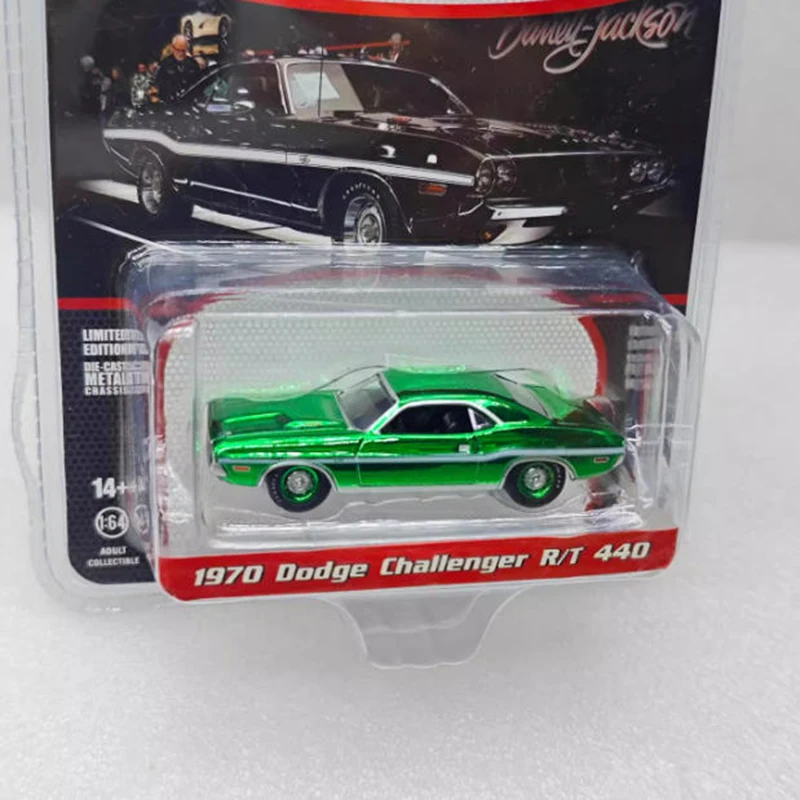 Barrett-Jackson
LIMITED
EDITION
DIE-CAST
METAL
CHASSIS
14+
1:64
ADULT
COLLECTIBLE
1970 Dodge Challenger R/T 440